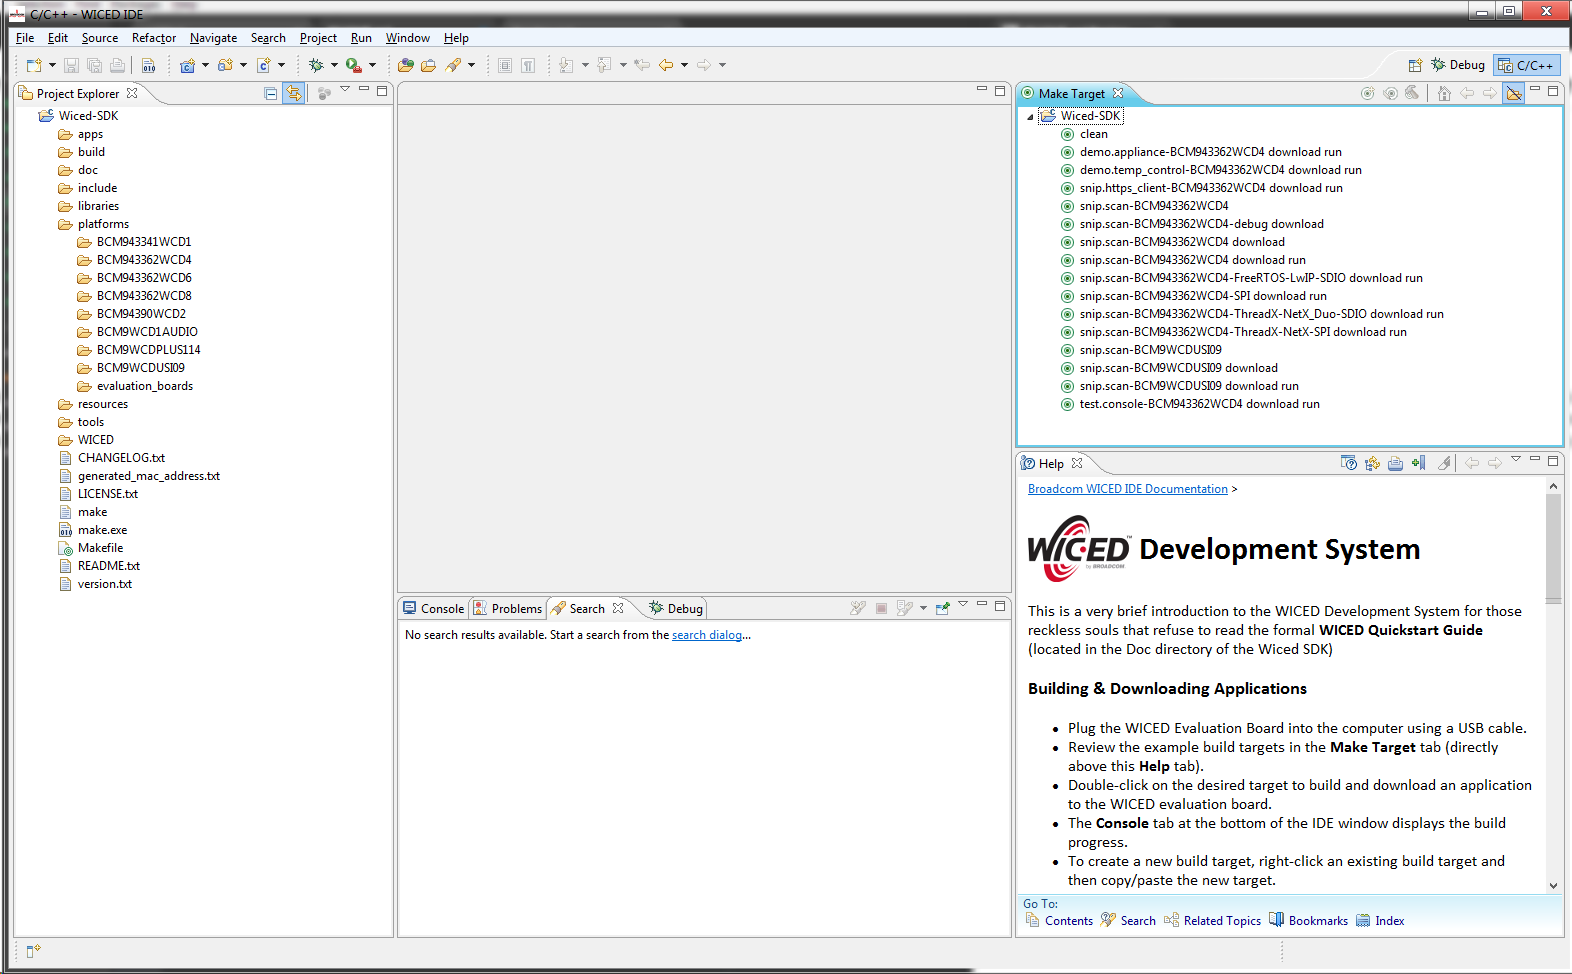 C/C++ - WICED IDE
File Edit Source Refactor Navigate Search Project Run Window Help
Debug C/C++
Project Explorer
Wiced-SDK
apps
build
doc
include
libraries
platforms
BCM943341WCD1
BCM943362WCD4
BCM943362WCD6
BCM943362WCD8
BCM94390WCD2
BCM9WCD1AUDIO
BCM9WCDPLUS114
BCM9WCDUSI09
evaluation_boards
resources
tools
WICED
CHANGELOG.txt
generated_mac_address.txt
LICENSE.txt
make
make.exe
Makefile
README.txt
version.txt
Console Problems Search Debug
No search results available. Start a search from the search dialog...
Make Target
Wiced-SDK
clean
demo.appliance-BCM943362WCD4 download run
demo.temp_control-BCM943362WCD4 download run
snip.https_client-BCM943362WCD4 download run
snip.scan-BCM943362WCD4
snip.scan-BCM943362WCD4-debug download
snip.scan-BCM943362WCD4 download
snip.scan-BCM943362WCD4 download run
snip.scan-BCM943362WCD4-FreeRTOS-LwIP-SDIO download run
snip.scan-BCM943362WCD4-SPI download run
snip.scan-BCM943362WCD4-ThreadX-NetX_Duo-SDIO download run
snip.scan-BCM943362WCD4-ThreadX-NetX-SPI download run
snip.scan-BCM9WCDUSI09
snip.scan-BCM9WCDUSI09 download
snip.scan-BCM9WCDUSI09 download run
test.console-BCM943362WCD4 download run
Help
Broadcom WICED IDE Documentation >
WICED™ by BROADCOM Development System
This is a very brief introduction to the WICED Development System for those
reckless souls that refuse to read the formal WICED Quickstart Guide
(located in the Doc directory of the Wiced SDK)
Building & Downloading Applications
• Plug the WICED Evaluation Board into the computer using a USB cable.
• Review the example build targets in the Make Target tab (directly
above this Help tab).
• Double-click on the desired target to build and download an application
to the WICED evaluation board.
• The Console tab at the bottom of the IDE window displays the build
progress.
• To create a new build target, right-click an existing build target and
then copy/paste the new target.
Go To:
Contents Search Related Topics Bookmarks Index